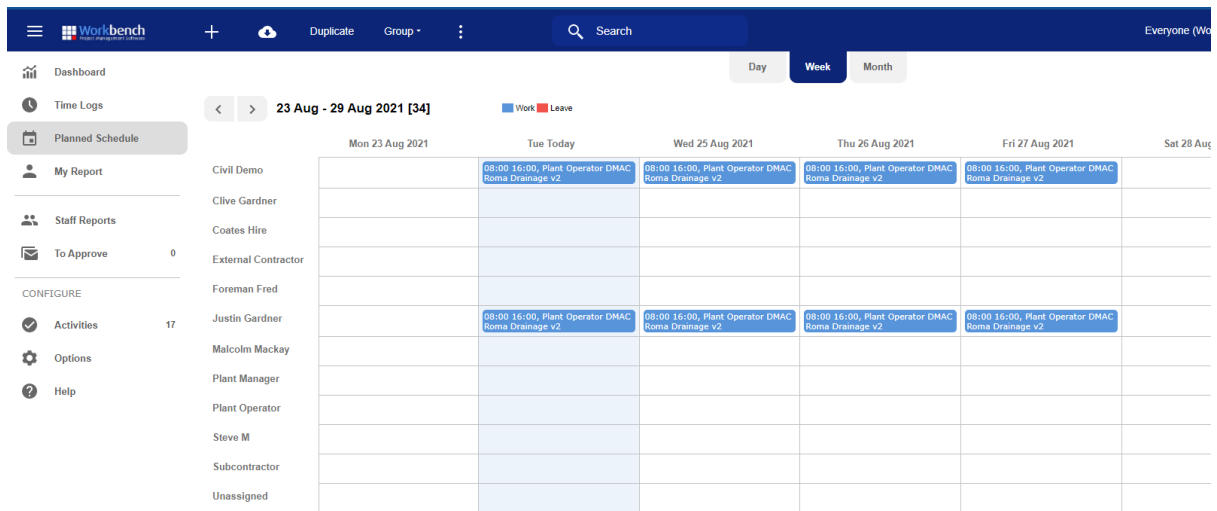 Workbench
Project Management Software
Duplicate
Group
Search
Everyone (Wo
Day
Week
Month
Dashboard
Time Logs
Planned Schedule
My Report
Staff Reports
To Approve 0
CONFIGURE
Activities 17
Options
Help
23 Aug - 29 Aug 2021 [34]
Work
Leave
Mon 23 Aug 2021
Tue Today
Wed 25 Aug 2021
Thu 26 Aug 2021
Fri 27 Aug 2021
Sat 28 Aug
Civil Demo
08:00 16:00, Plant Operator DMAC
Roma Drainage v2
08:00 16:00, Plant Operator DMAC
Roma Drainage v2
08:00 16:00, Plant Operator DMAC
Roma Drainage v2
08:00 16:00, Plant Operator DMAC
Roma Drainage v2
Clive Gardner
Coates Hire
External Contractor
Foreman Fred
Justin Gardner
08:00 16:00, Plant Operator DMAC
Roma Drainage v2
08:00 16:00, Plant Operator DMAC
Roma Drainage v2
08:00 16:00, Plant Operator DMAC
Roma Drainage v2
08:00 16:00, Plant Operator DMAC
Roma Drainage v2
Malcolm Mackay
Plant Manager
Plant Operator
Steve M
Subcontractor
Unassigned